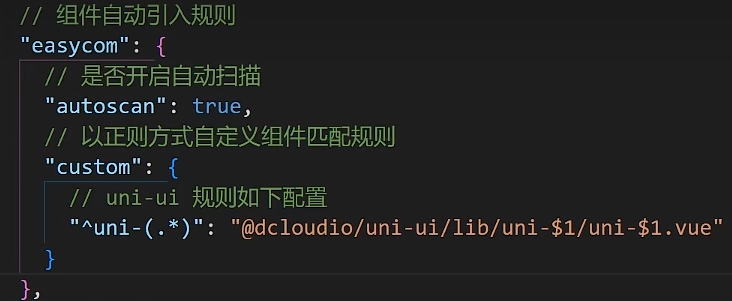 // 组件自动引入规则
"easycom": {
// 是否开启自动扫描
"autoscan": true,
// 以正则方式自定义组件匹配规则
"custom": {
// uni-ui 规则如下配置
"^uni-(.*)": "@dcloudio/uni-ui/lib/uni-$1/uni-$1.vue"
}
},